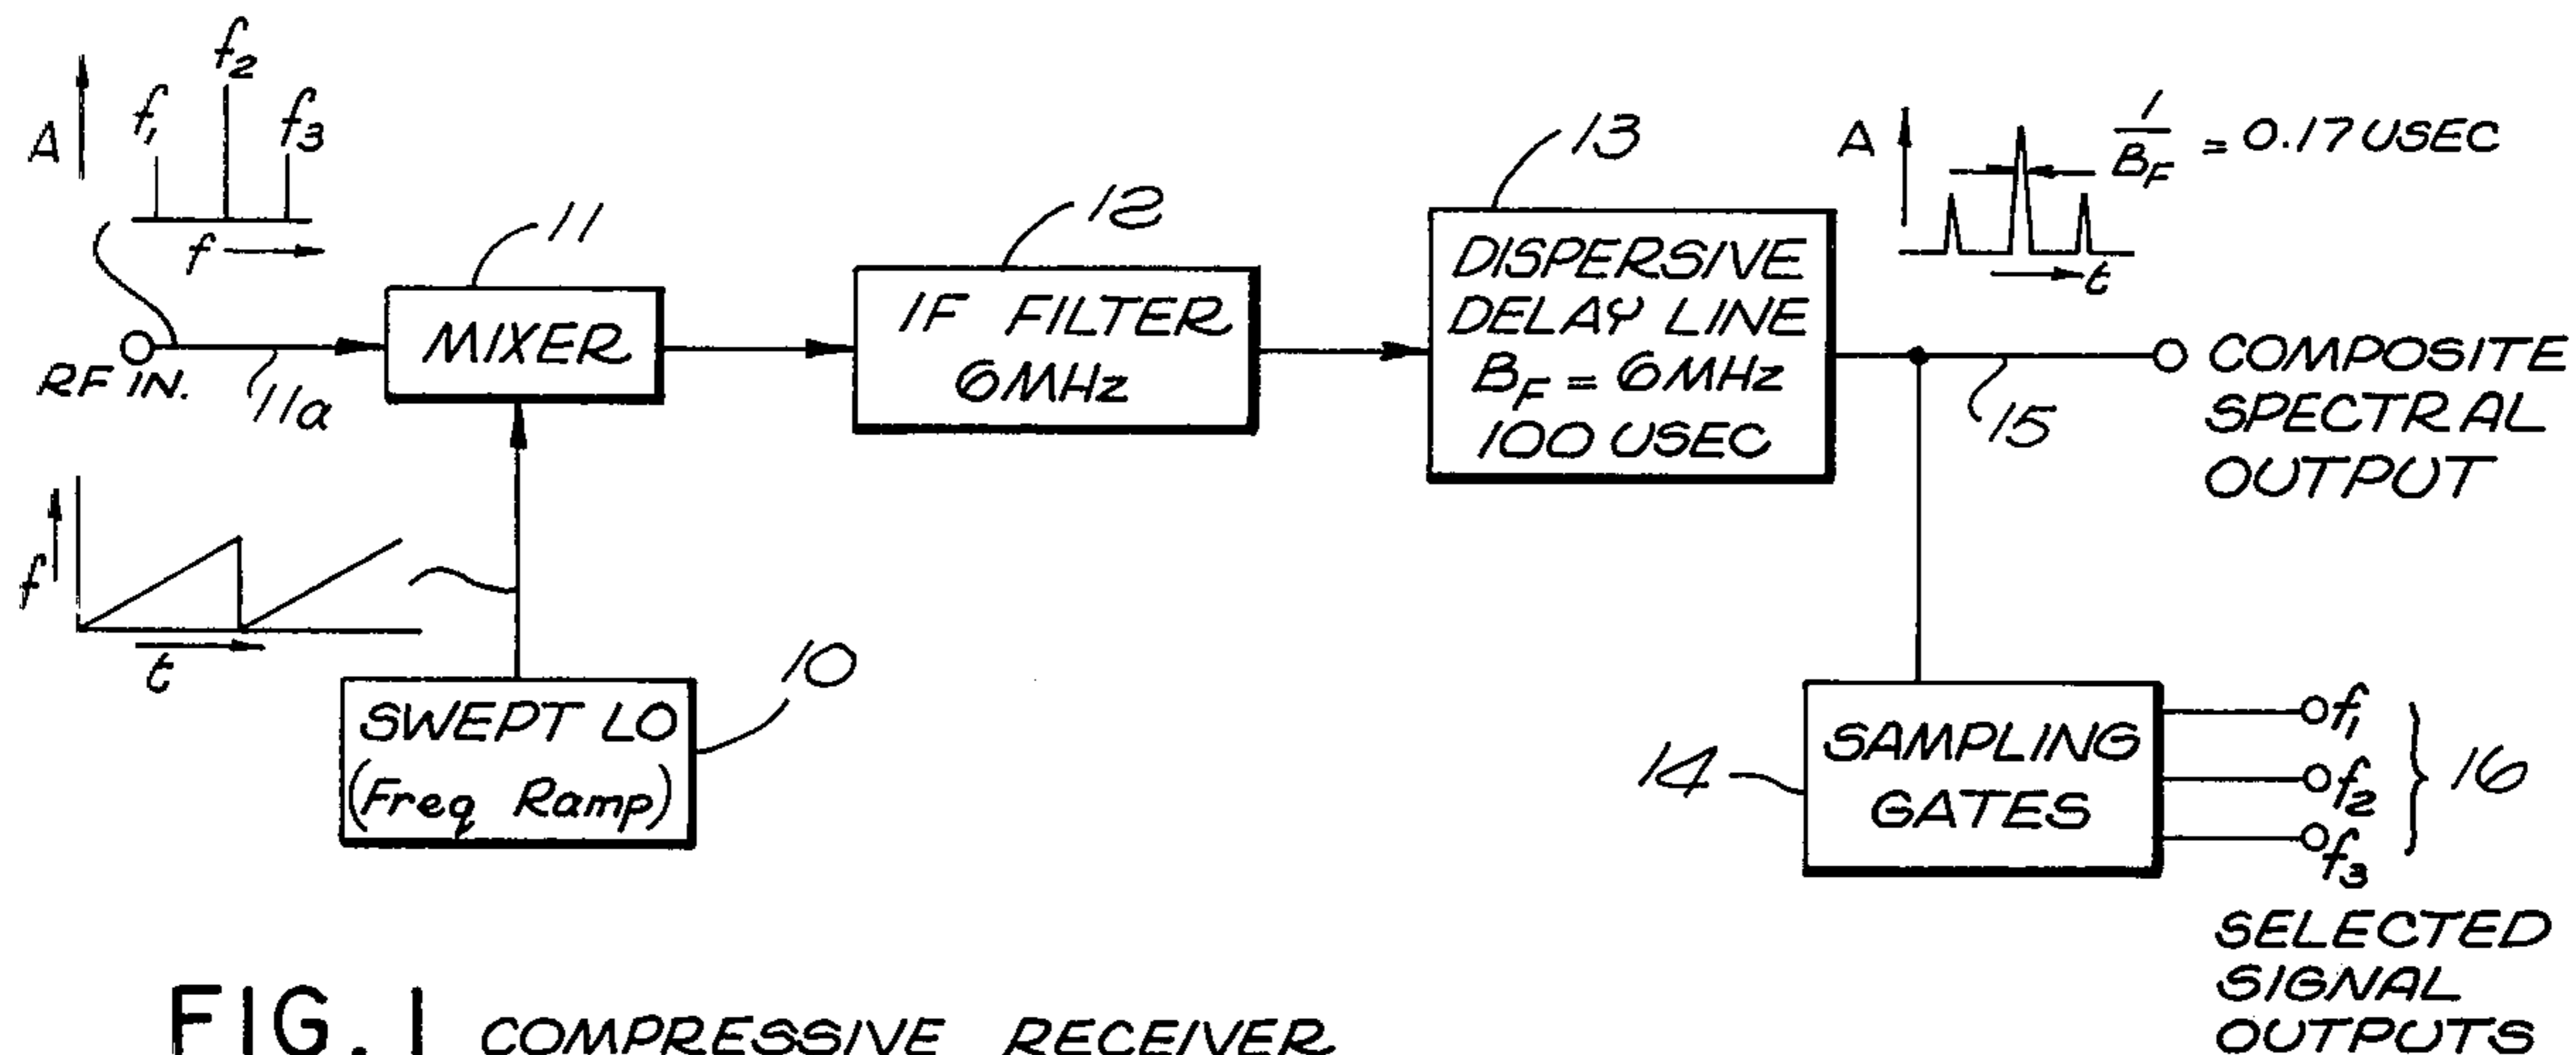 A
f₁
f₂
f₃
f
RF IN.
11a
11
MIXER
12
IF FILTER
6MHz
13
DISPERSIVE
DELAY LINE
B_F = 6MHz
100 USEC
A
1/B_F = 0.17 USEC
t
15
COMPOSITE
SPECTRAL
OUTPUT
f
t
10
SWEPT LO
(Freq Ramp)
14
SAMPLING
GATES
f₁
f₂
f₃
16
SELECTED
SIGNAL
OUTPUTS
FIG. 1 COMPRESSIVE RECEIVER